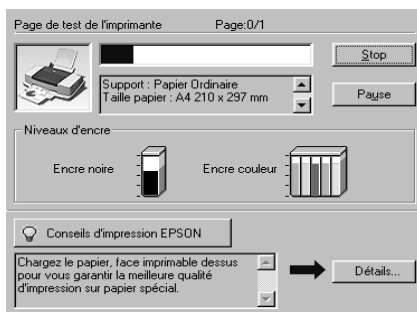 Page de test de l'imprimante Page:0/1
Stop
Support : Papier Ordinaire
Taille papier : A4 210 x 297 mm
Pause
Niveaux d'encre
Encre noire Encre couleur
Conseils d'impression EPSON
Chargez le papier, face imprimable dessus
pour vous garantir la meilleure qualité
d'impression sur papier spécial.
Détails...